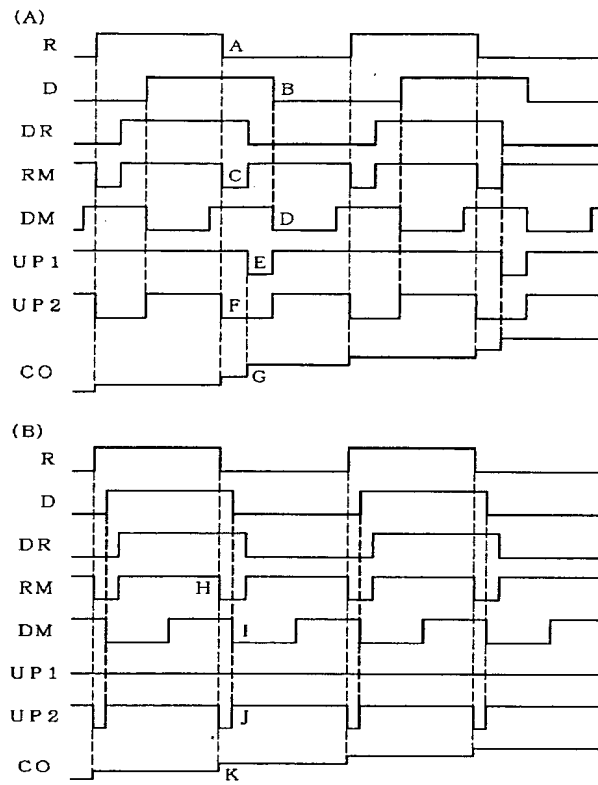 (A)
R A
D B
DR
RM C
DM D
UP1 E
UP2 F
CO G
(B)
R
D
DR
RM H
DM I
UP1
UP2 J
CO K